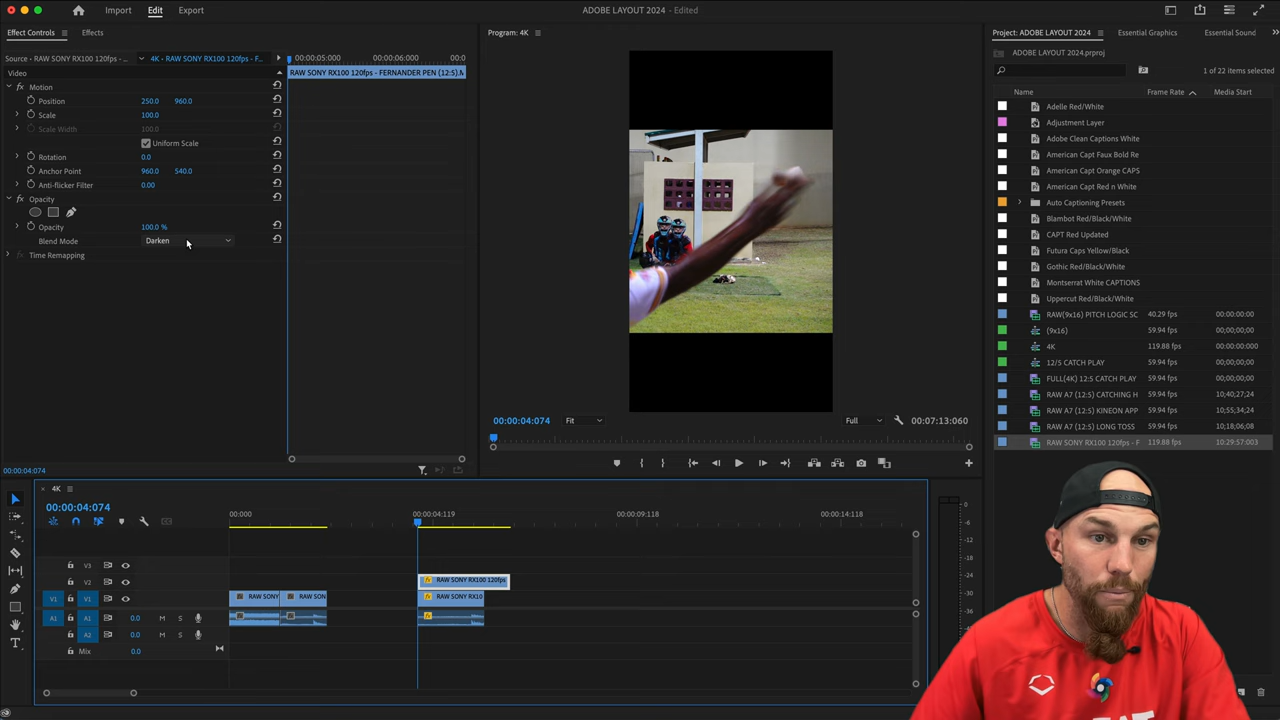 Import Edit Export ADOBE LAYOUT 2024 - Edited
Effect Controls Effects
Source • RAW SONY RX100 120fps - ... 4K • RAW SONY RX100 120fps - F...
00:00:05:000 00:00:06:000 00:0
Video
RAW SONY RX100 120fps - FERNANDER PEN (12:5).M
fx Motion
Position 250.0 960.0
Scale 100.0
Scale Width 100.0
Uniform Scale
Rotation 0.0
Anchor Point 960.0 540.0
Anti-flicker Filter 0.00
fx Opacity
Opacity 100.0 %
Blend Mode Darken
fx Time Remapping
00:00:04:074
Program: 4K
00:00:04:074 Fit Full 00:07:13:060
Project: ADOBE LAYOUT 2024 Essential Graphics Essential Sound
ADOBE LAYOUT 2024.prproj
1 of 22 items selected
Name Frame Rate Media Start
Adelle Red/White
Adjustment Layer
Adobe Clean Captions White
American Capt Faux Bold Re
American Capt Orange CAPS
American Capt Red n White
Auto Captioning Presets
Blambot Red/Black/White
CAPT Red Updated
Futura Caps Yellow/Black
Gothic Red/Black/White
Montserrat White CAPTIONS
Uppercut Red/Black/White
RAW(9x16) PITCH LOGIC SC 40.29 fps 00:00:00:00
(9x16) 59.94 fps 00;00;00;00
4K 119.88 fps 00:00:00:000
12/5 CATCH PLAY 59.94 fps 00;00;00;00
FULL(4K) 12:5 CATCH PLAY 59.94 fps 00;00;00;00
RAW A7 (12:5) CATCHING H 59.94 fps 10;40;27;24
RAW A7 (12:5) KINEON APP 59.94 fps 10;55;34;24
RAW A7 (12:5) LONG TOSS 59.94 fps 10;18;06;08
RAW SONY RX100 120fps - F 119.88 fps 10:29:57:003
4K
00:00:04:074
00:00 00:00:04:119 00:00:09:118 00:00:14:118
V3
V2 fx RAW SONY RX100 120fps
V1 V1 RAW SONY RAW SON fx RAW SONY RX10
A1 A1 0.0 M S
A2 0.0 M S
Mix 0.0
0
-6
-12
-18
-24
-30
-36